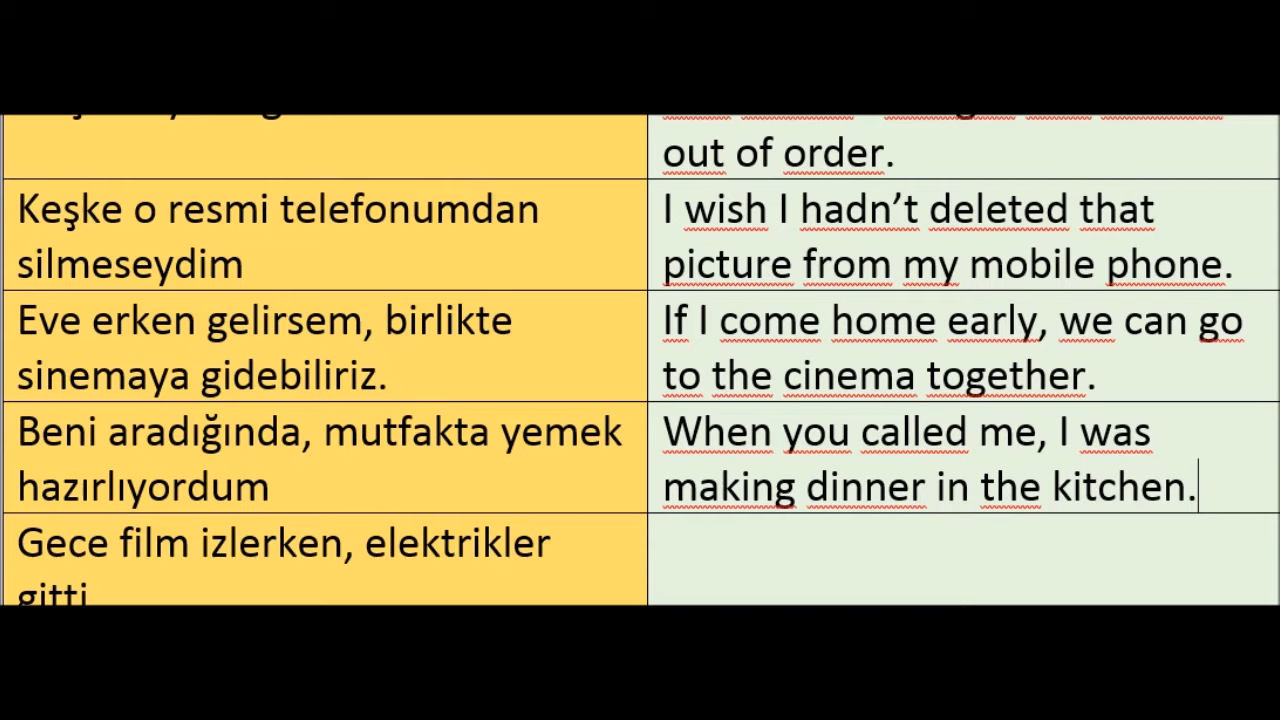 out of order.
Keşke o resmi telefonumdan
silmeseydim
I wish I hadn’t deleted that
picture from my mobile phone.
Eve erken gelirsem, birlikte
sinemaya gidebiliriz.
If I come home early, we can go
to the cinema together.
Beni aradığında, mutfakta yemek
hazırlıyordum
When you called me, I was
making dinner in the kitchen.
Gece film izlerken, elektrikler
gitti